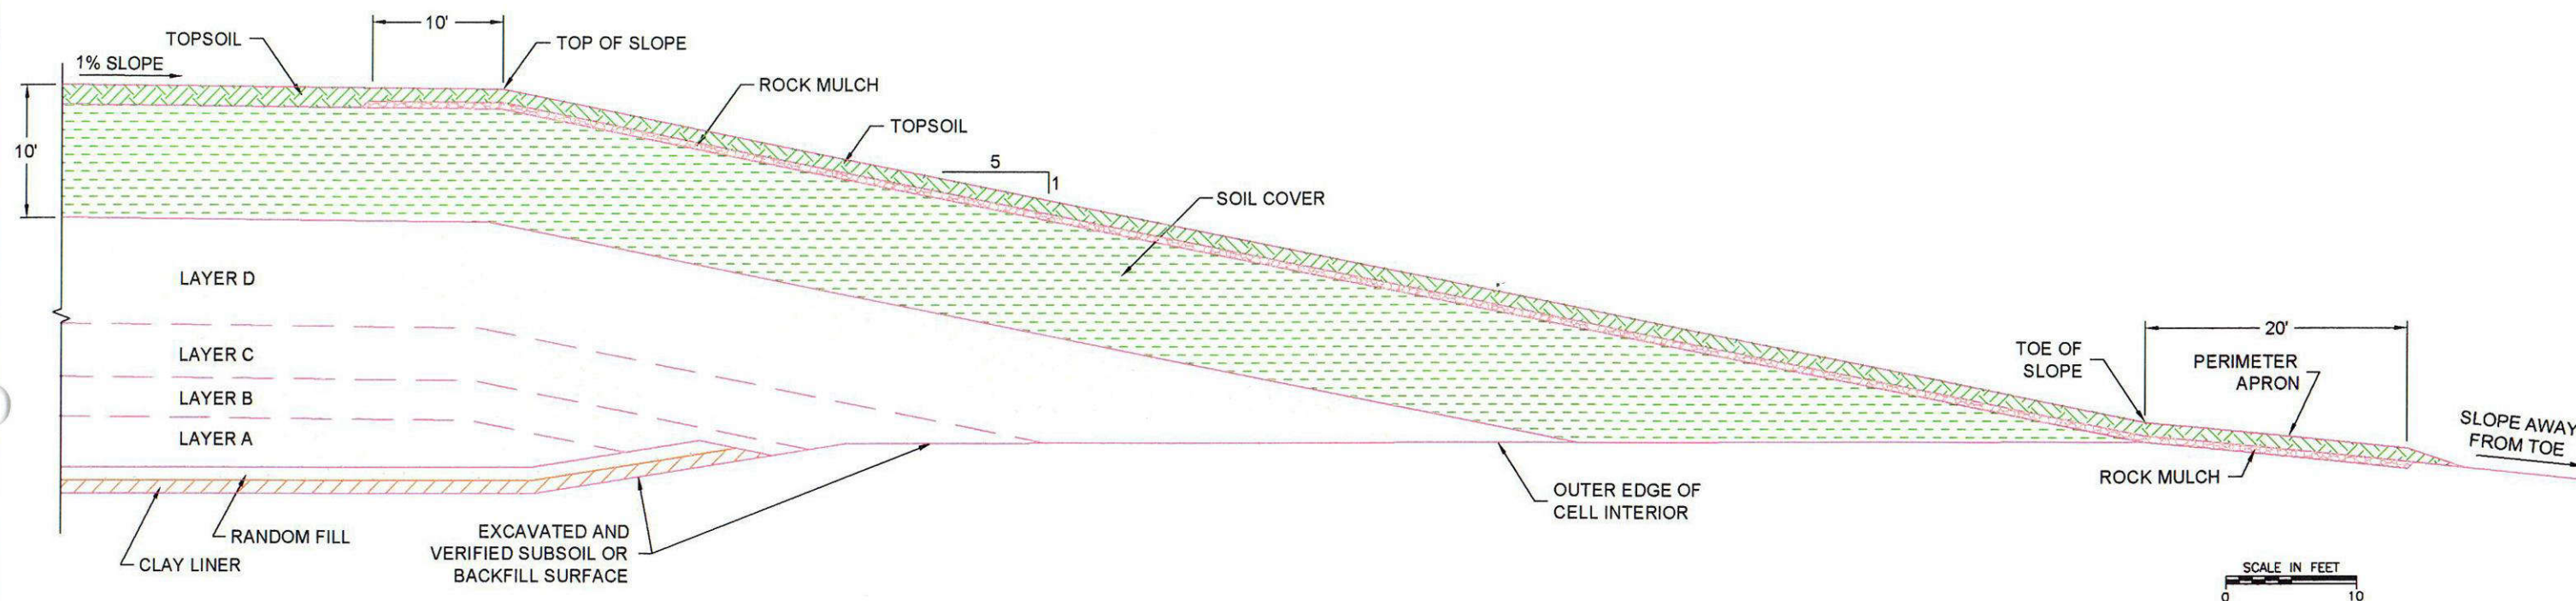 10'
TOPSOIL
TOP OF SLOPE
1% SLOPE
ROCK MULCH
TOPSOIL
10'
5
1
SOIL COVER
LAYER D
20'
TOE OF
SLOPE
PERIMETER
APRON
LAYER C
LAYER B
LAYER A
SLOPE AWAY
FROM TOE
ROCK MULCH
OUTER EDGE OF
CELL INTERIOR
EXCAVATED AND
VERIFIED SUBSOIL OR
BACKFILL SURFACE
RANDOM FILL
CLAY LINER
SCALE IN FEET
0 10